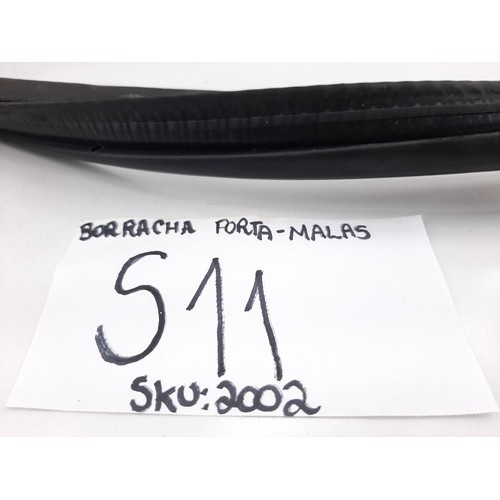 BORRACHA PORTA-MALAS
S11
SKU:2002